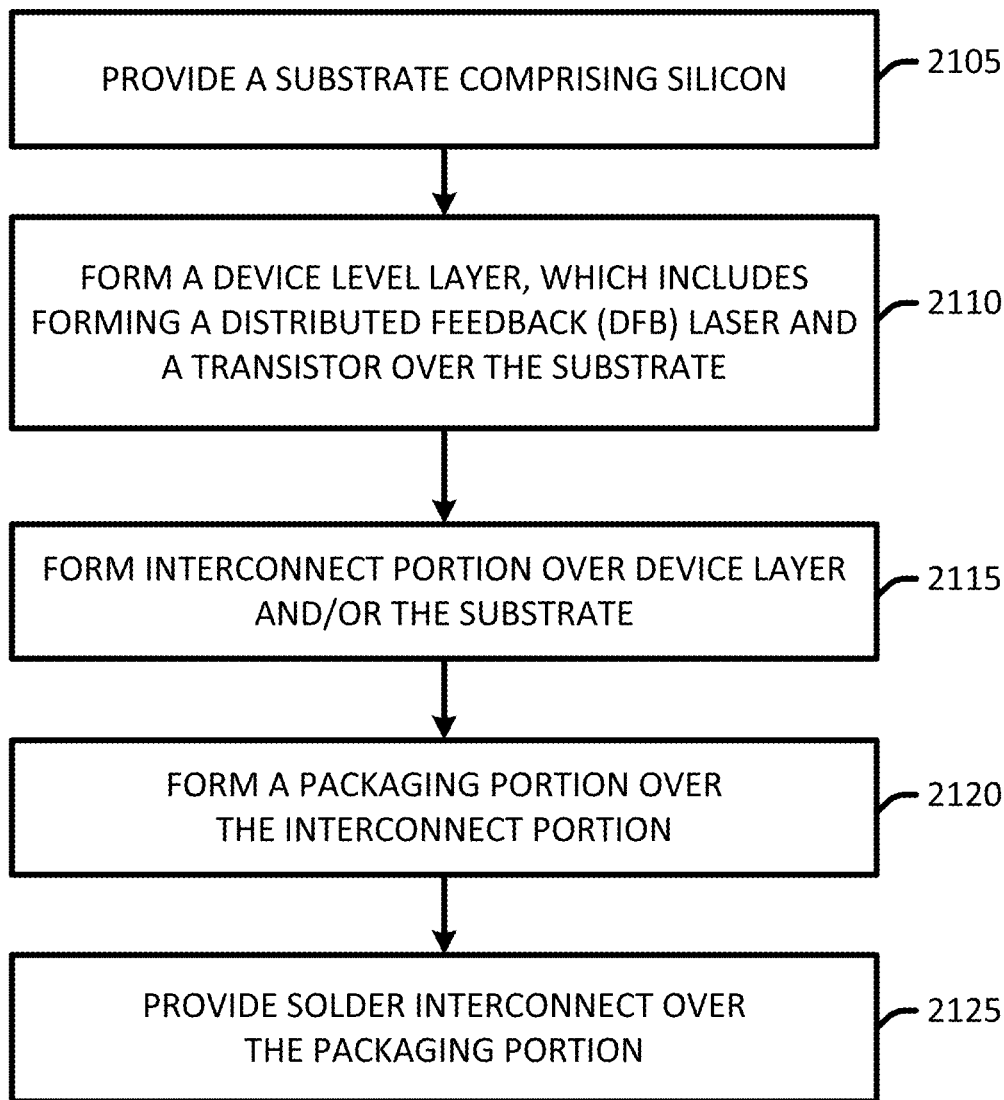 PROVIDE A SUBSTRATE COMPRISING SILICON
2105
FORM A DEVICE LEVEL LAYER, WHICH INCLUDES
FORMING A DISTRIBUTED FEEDBACK (DFB) LASER AND
A TRANSISTOR OVER THE SUBSTRATE
2110
FORM INTERCONNECT PORTION OVER DEVICE LAYER
AND/OR THE SUBSTRATE
2115
FORM A PACKAGING PORTION OVER
THE INTERCONNECT PORTION
2120
PROVIDE SOLDER INTERCONNECT OVER
THE PACKAGING PORTION
2125